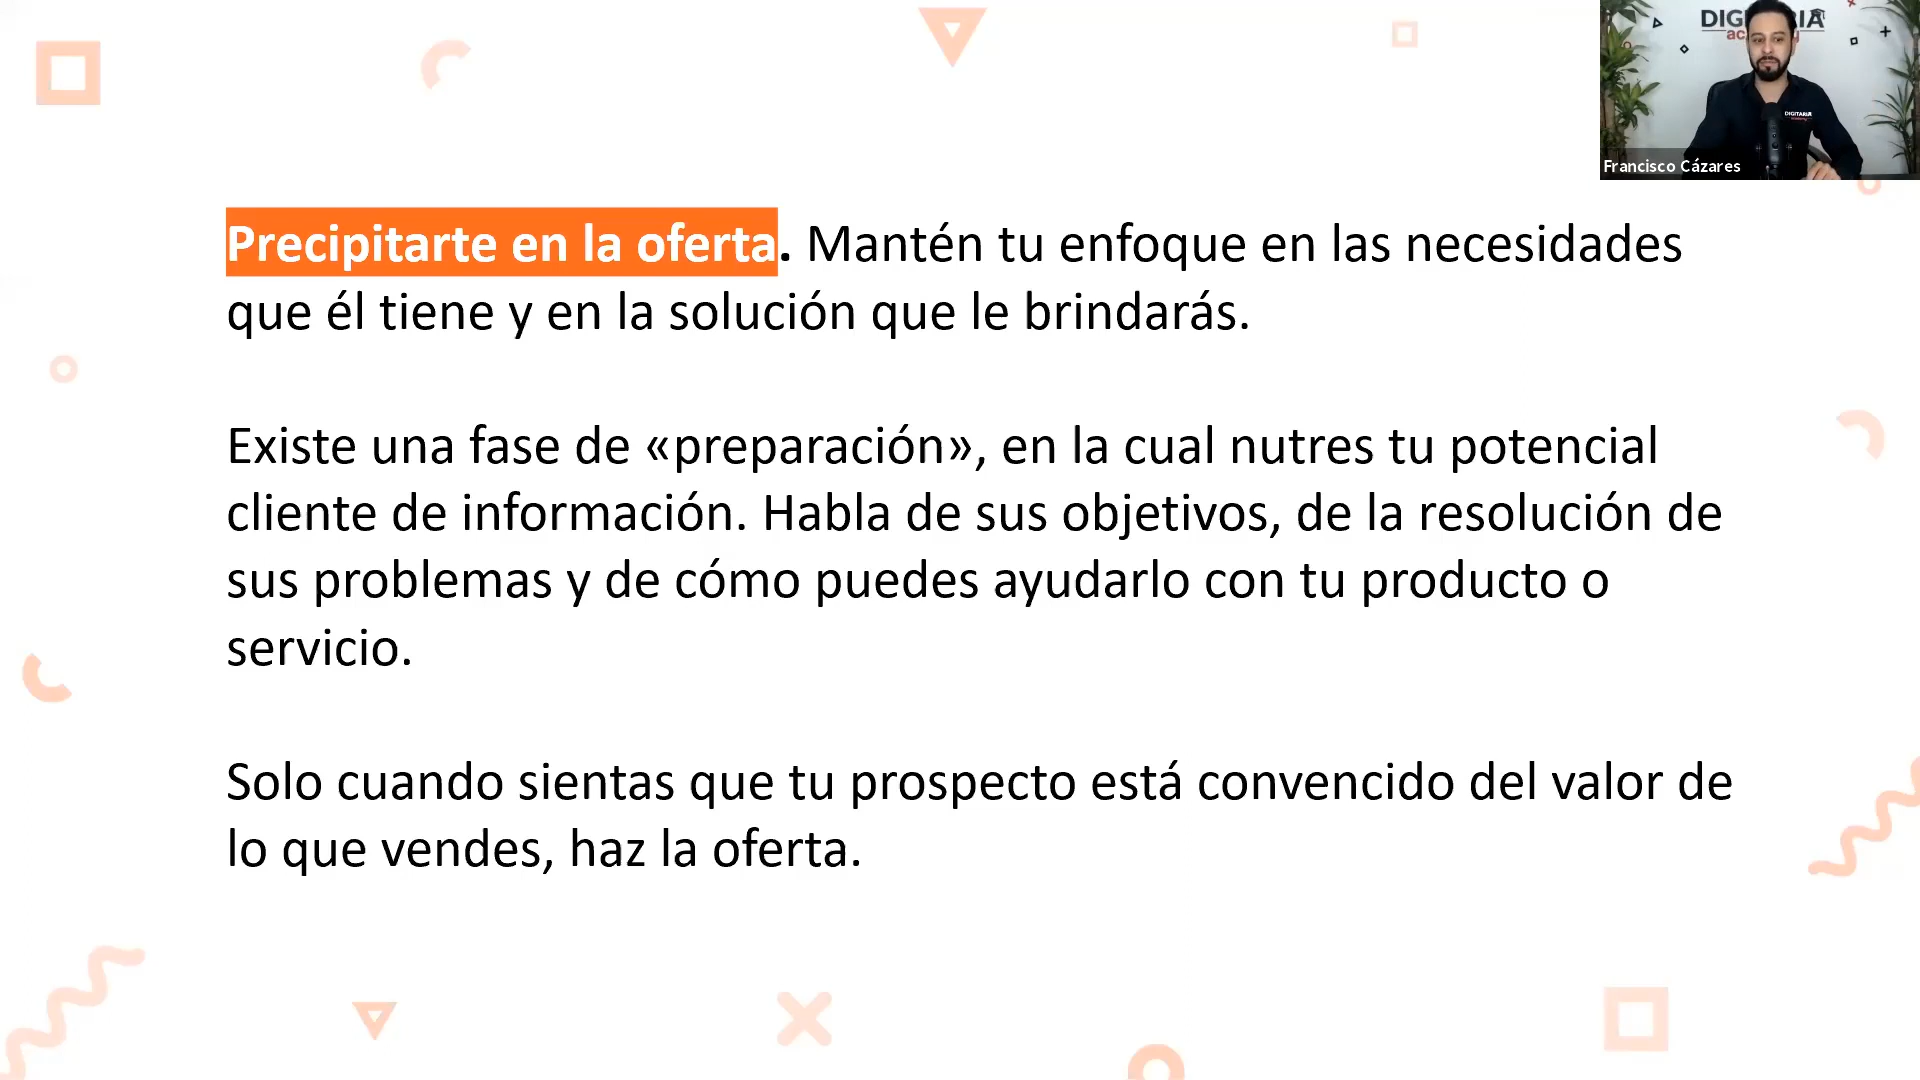 Precipitarte en la oferta. Mantén tu enfoque en las necesidades
que él tiene y en la solución que le brindarás.
Existe una fase de «preparación», en la cual nutres tu potencial
cliente de información. Habla de sus objetivos, de la resolución de
sus problemas y de cómo puedes ayudarlo con tu producto o
servicio.
Solo cuando sientas que tu prospecto está convencido del valor de
lo que vendes, haz la oferta.
DIGITARIA
Francisco Cázares